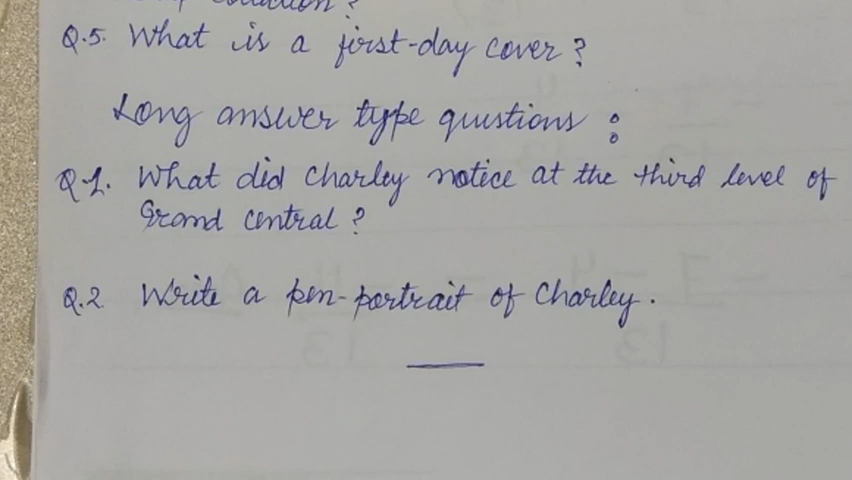 Q.5. What is a first-day cover ?
Long answer type questions :
Q.1. What did Charley notice at the third level of
Grand Central ?
Q.2 Write a pen-portrait of Charley.